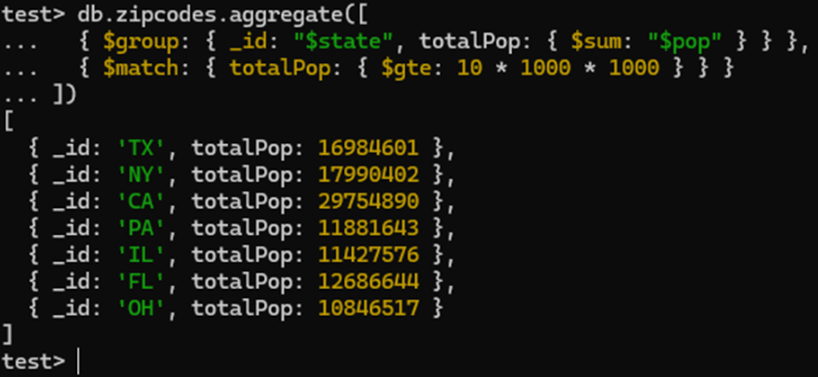 test> db.zipcodes.aggregate([
...    { $group: { _id: "$state", totalPop: { $sum: "$pop" } } },
...    { $match: { totalPop: { $gte: 10 * 1000 * 1000 } } }
... ])
[
  { _id: 'TX', totalPop: 16984601 },
  { _id: 'NY', totalPop: 17990402 },
  { _id: 'CA', totalPop: 29754890 },
  { _id: 'PA', totalPop: 11881643 },
  { _id: 'IL', totalPop: 11427576 },
  { _id: 'FL', totalPop: 12686644 },
  { _id: 'OH', totalPop: 10846517 }
]
test>